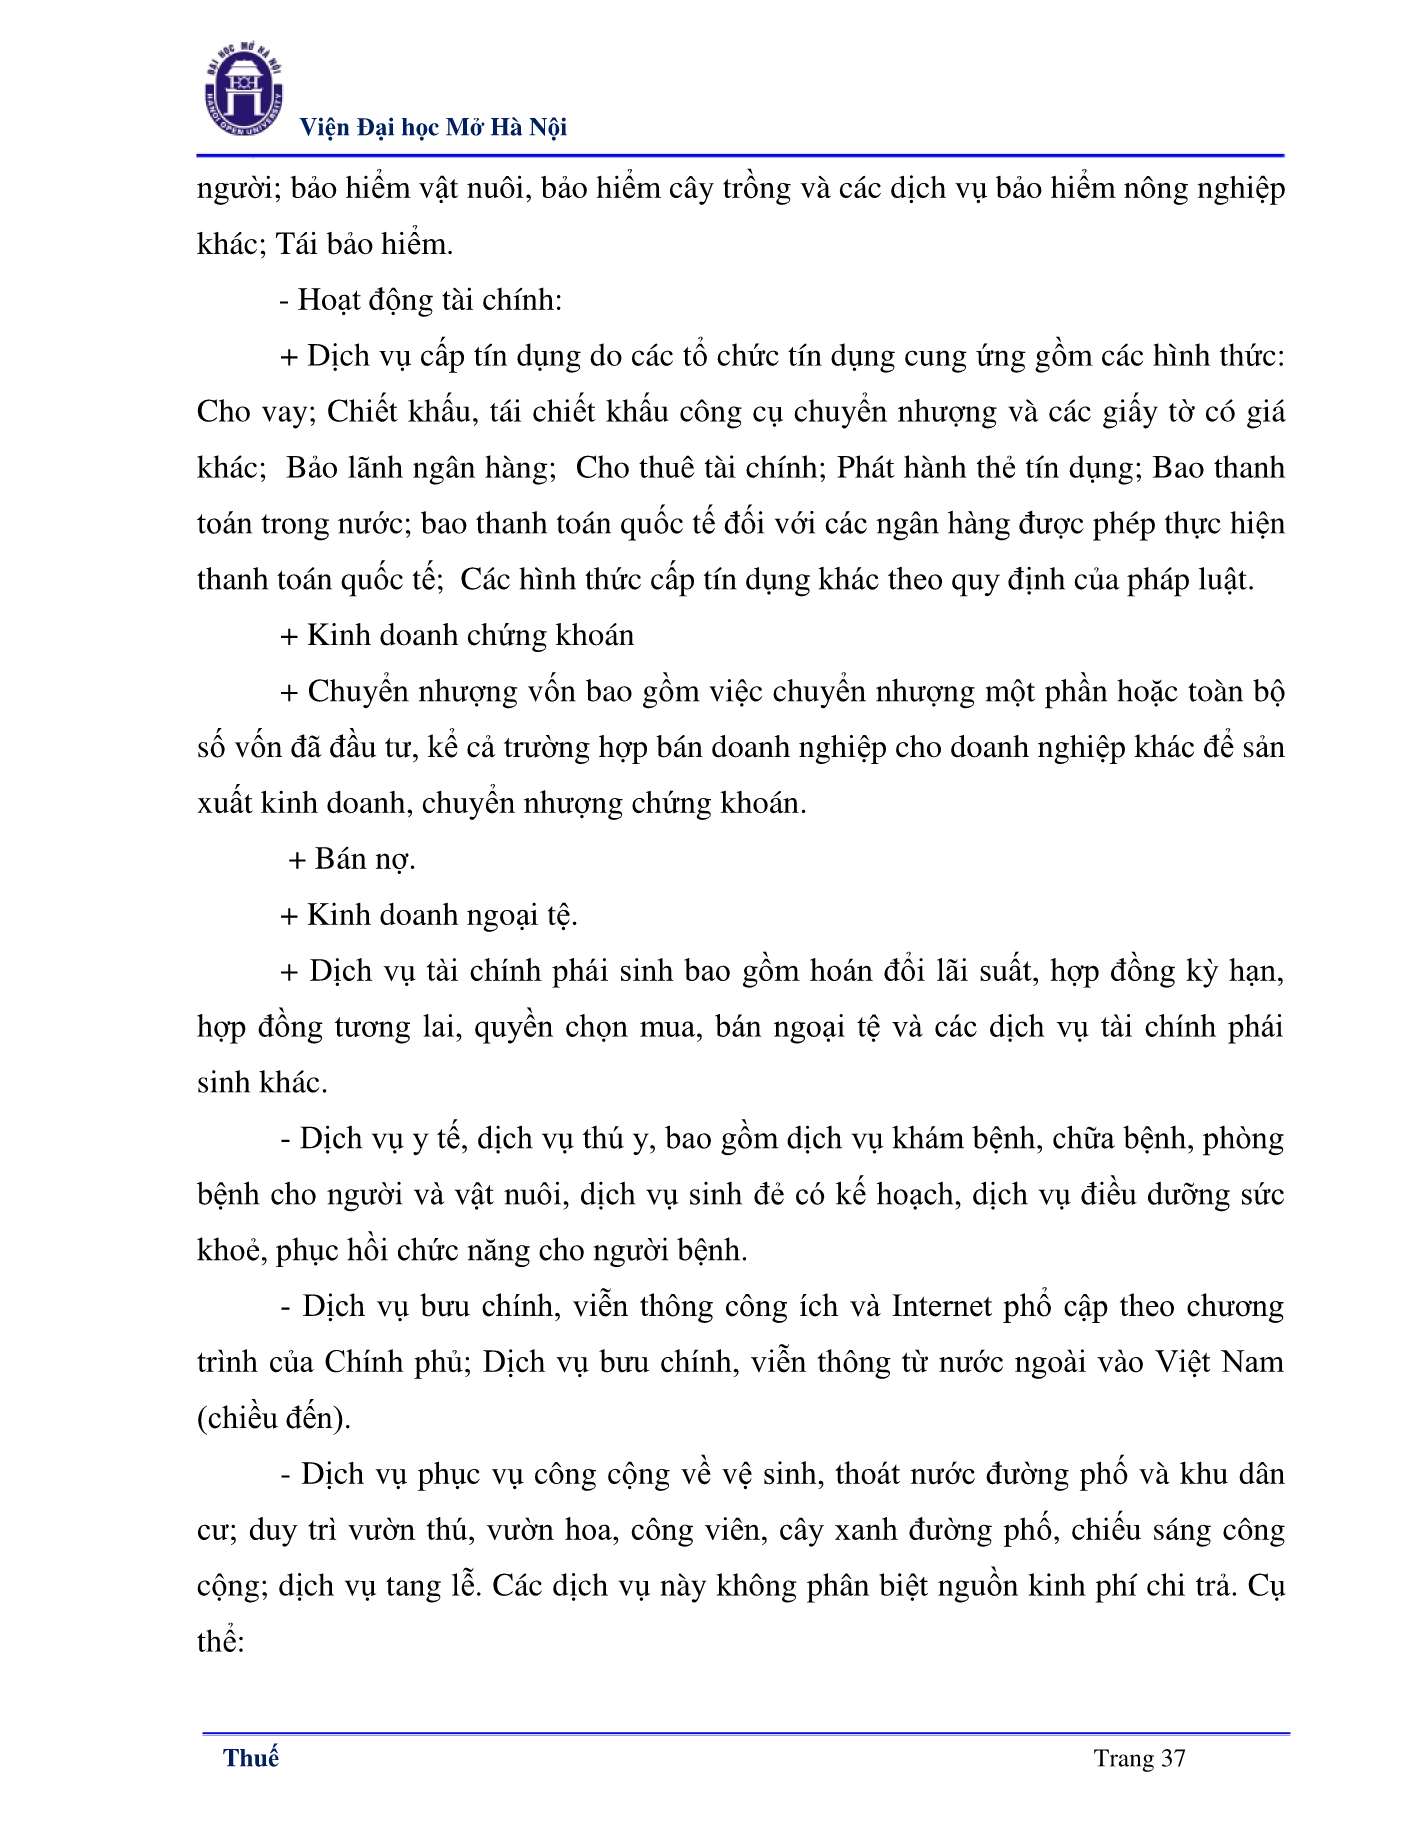 ĐẠI HỌC MỞ HÀ NỘI
HANOI OPEN UNIVERSITY
Viện Đại học Mở Hà Nội
người; bảo hiểm vật nuôi, bảo hiểm cây trồng và các dịch vụ bảo hiểm nông nghiệp
khác; Tái bảo hiểm.
- Hoạt động tài chính:
+ Dịch vụ cấp tín dụng do các tổ chức tín dụng cung ứng gồm các hình thức:
Cho vay; Chiết khấu, tái chiết khấu công cụ chuyển nhượng và các giấy tờ có giá
khác;  Bảo lãnh ngân hàng;  Cho thuê tài chính; Phát hành thẻ tín dụng; Bao thanh
toán trong nước; bao thanh toán quốc tế đối với các ngân hàng được phép thực hiện
thanh toán quốc tế;  Các hình thức cấp tín dụng khác theo quy định của pháp luật.
+ Kinh doanh chứng khoán
+ Chuyển nhượng vốn bao gồm việc chuyển nhượng một phần hoặc toàn bộ
số vốn đã đầu tư, kể cả trường hợp bán doanh nghiệp cho doanh nghiệp khác để sản
xuất kinh doanh, chuyển nhượng chứng khoán.
+ Bán nợ.
+ Kinh doanh ngoại tệ.
+ Dịch vụ tài chính phái sinh bao gồm hoán đổi lãi suất, hợp đồng kỳ hạn,
hợp đồng tương lai, quyền chọn mua, bán ngoại tệ và các dịch vụ tài chính phái
sinh khác.
- Dịch vụ y tế, dịch vụ thú y, bao gồm dịch vụ khám bệnh, chữa bệnh, phòng
bệnh cho người và vật nuôi, dịch vụ sinh đẻ có kế hoạch, dịch vụ điều dưỡng sức
khoẻ, phục hồi chức năng cho người bệnh.
- Dịch vụ bưu chính, viễn thông công ích và Internet phổ cập theo chương
trình của Chính phủ; Dịch vụ bưu chính, viễn thông từ nước ngoài vào Việt Nam
(chiều đến).
- Dịch vụ phục vụ công cộng về vệ sinh, thoát nước đường phố và khu dân
cư; duy trì vườn thú, vườn hoa, công viên, cây xanh đường phố, chiếu sáng công
cộng; dịch vụ tang lễ. Các dịch vụ này không phân biệt nguồn kinh phí chi trả. Cụ
thể:
Thuế
Trang 37